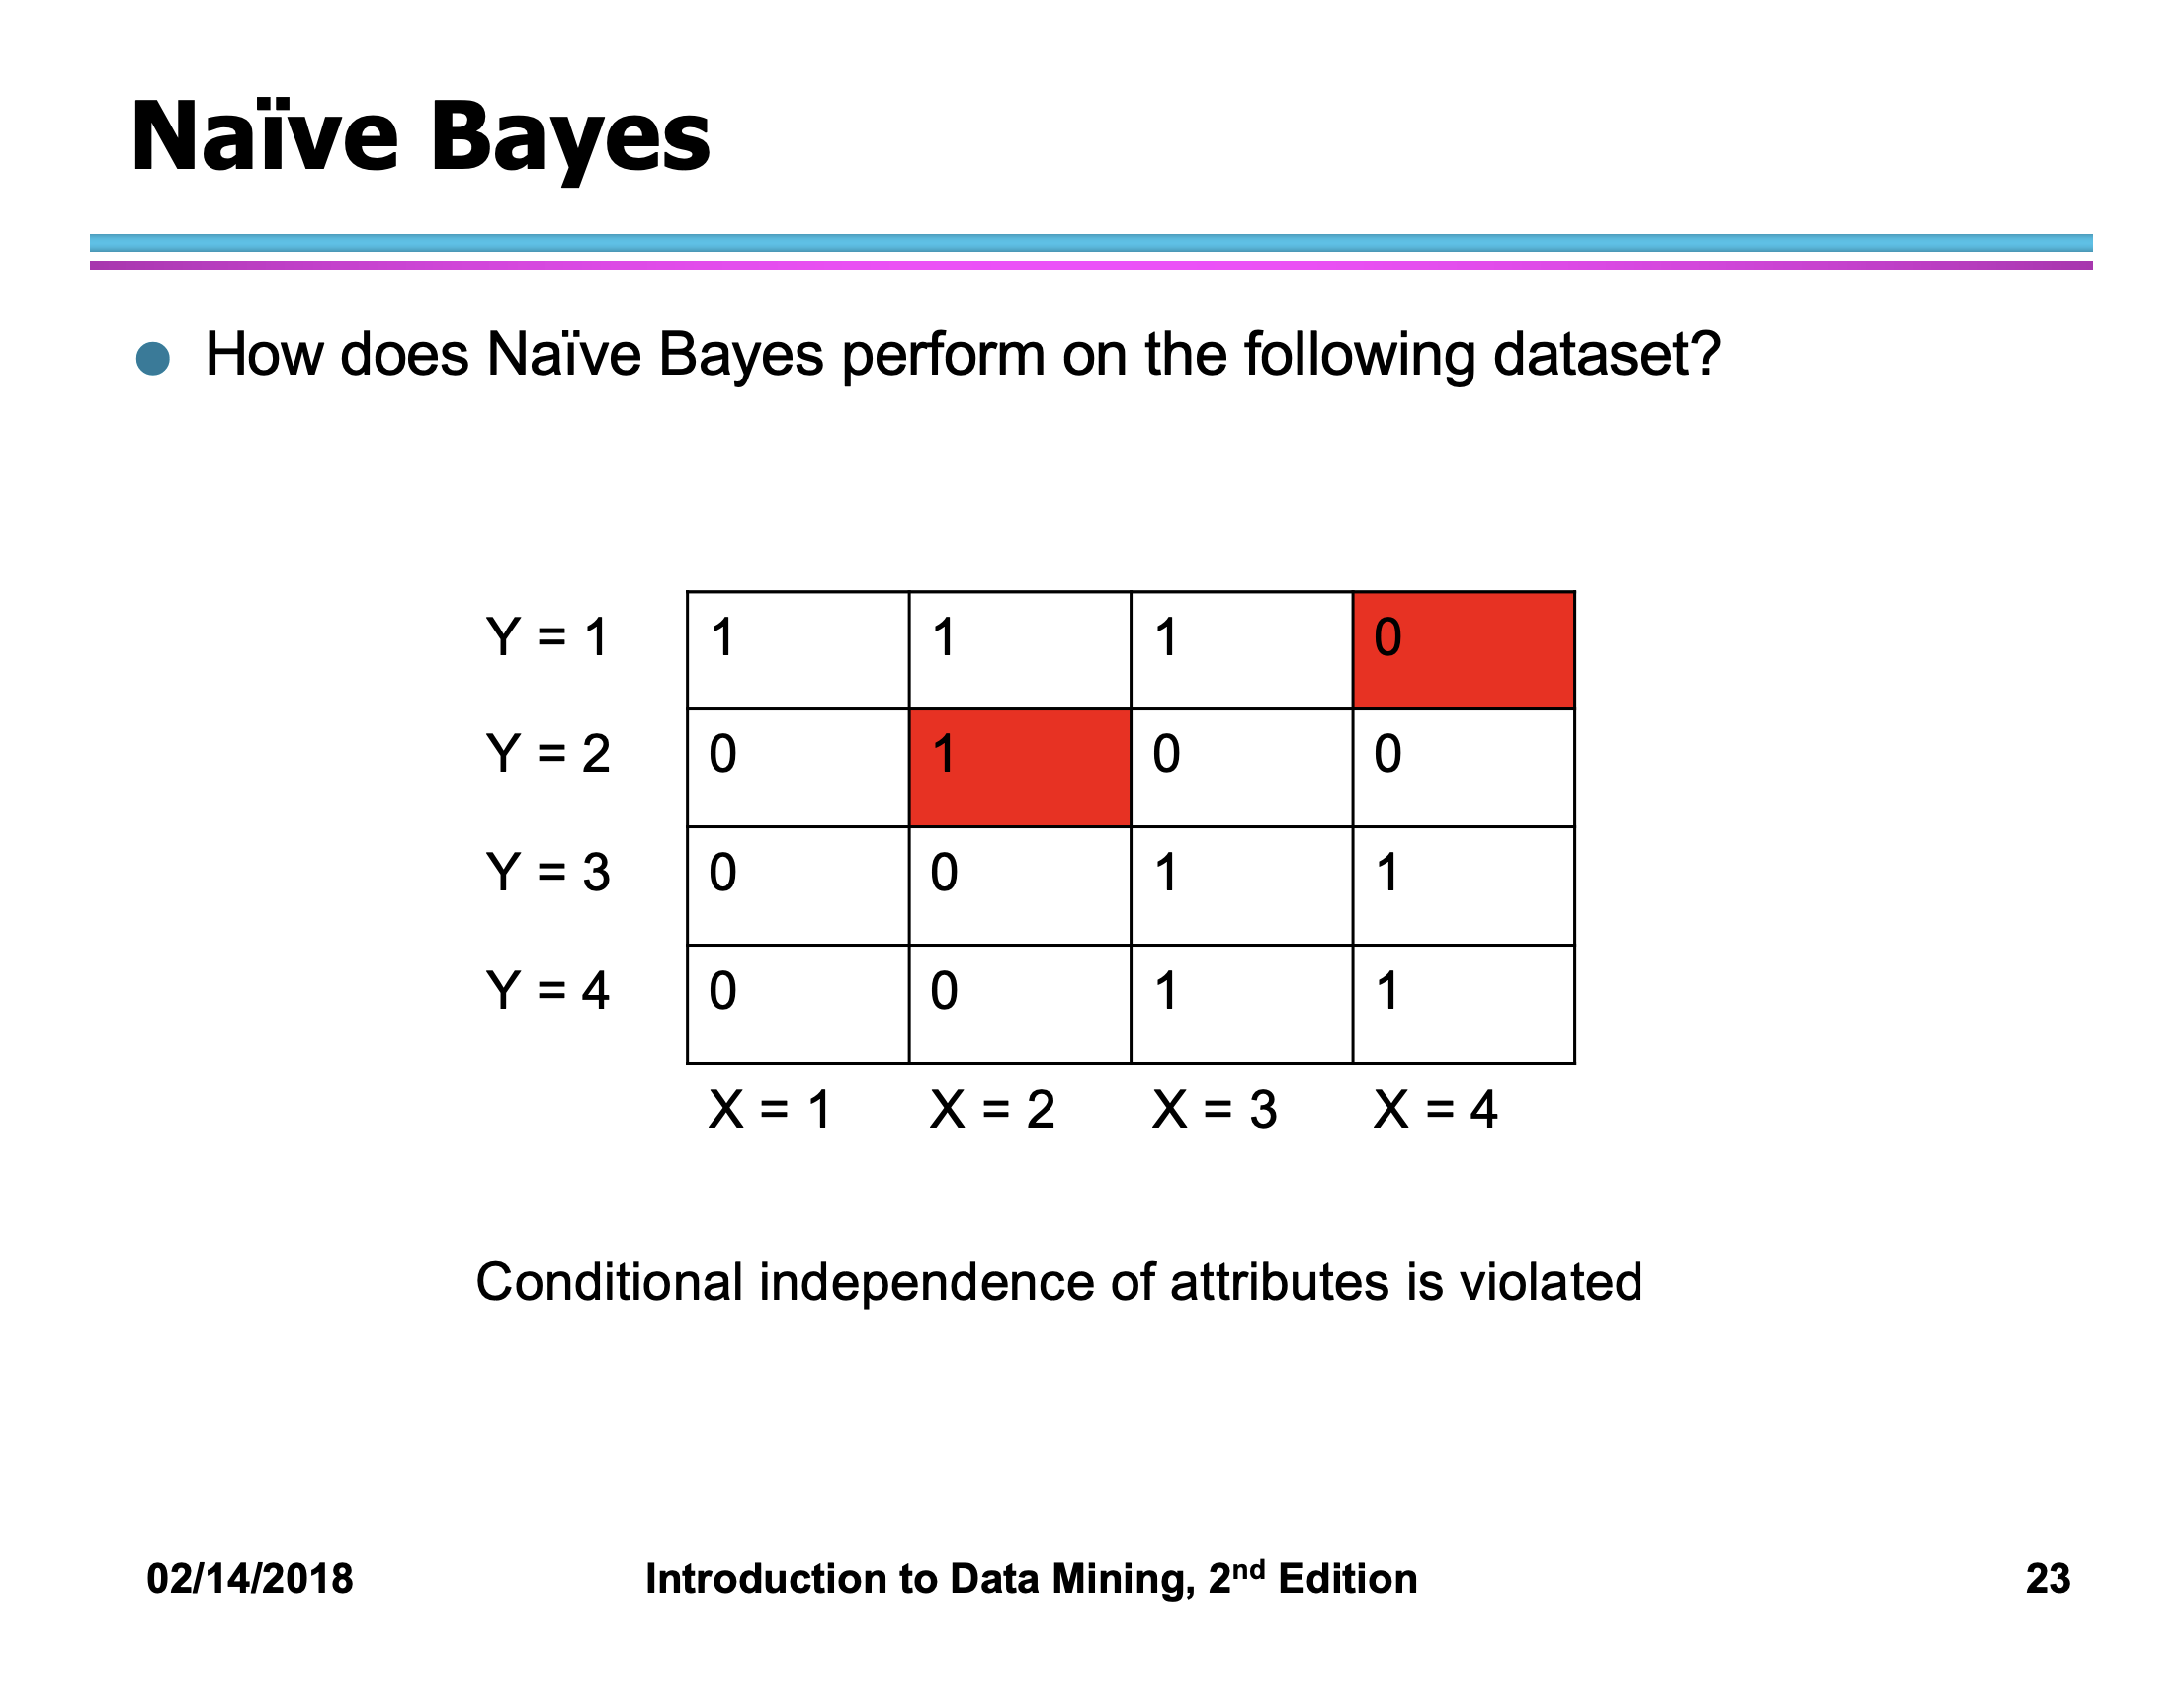 Naïve Bayes
How does Naïve Bayes perform on the following dataset?
Y = 1 1 1 1 0
Y = 2 0 1 0 0
Y = 3 0 0 1 1
Y = 4 0 0 1 1
X = 1 X = 2 X = 3 X = 4
Conditional independence of attributes is violated
02/14/2018 Introduction to Data Mining, 2nd Edition 23